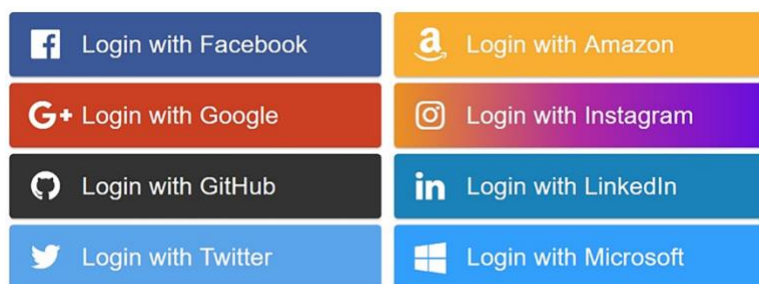 Login with Facebook
Login with Amazon
G+ Login with Google
Login with Instagram
Login with GitHub
in Login with LinkedIn
Login with Twitter
Login with Microsoft